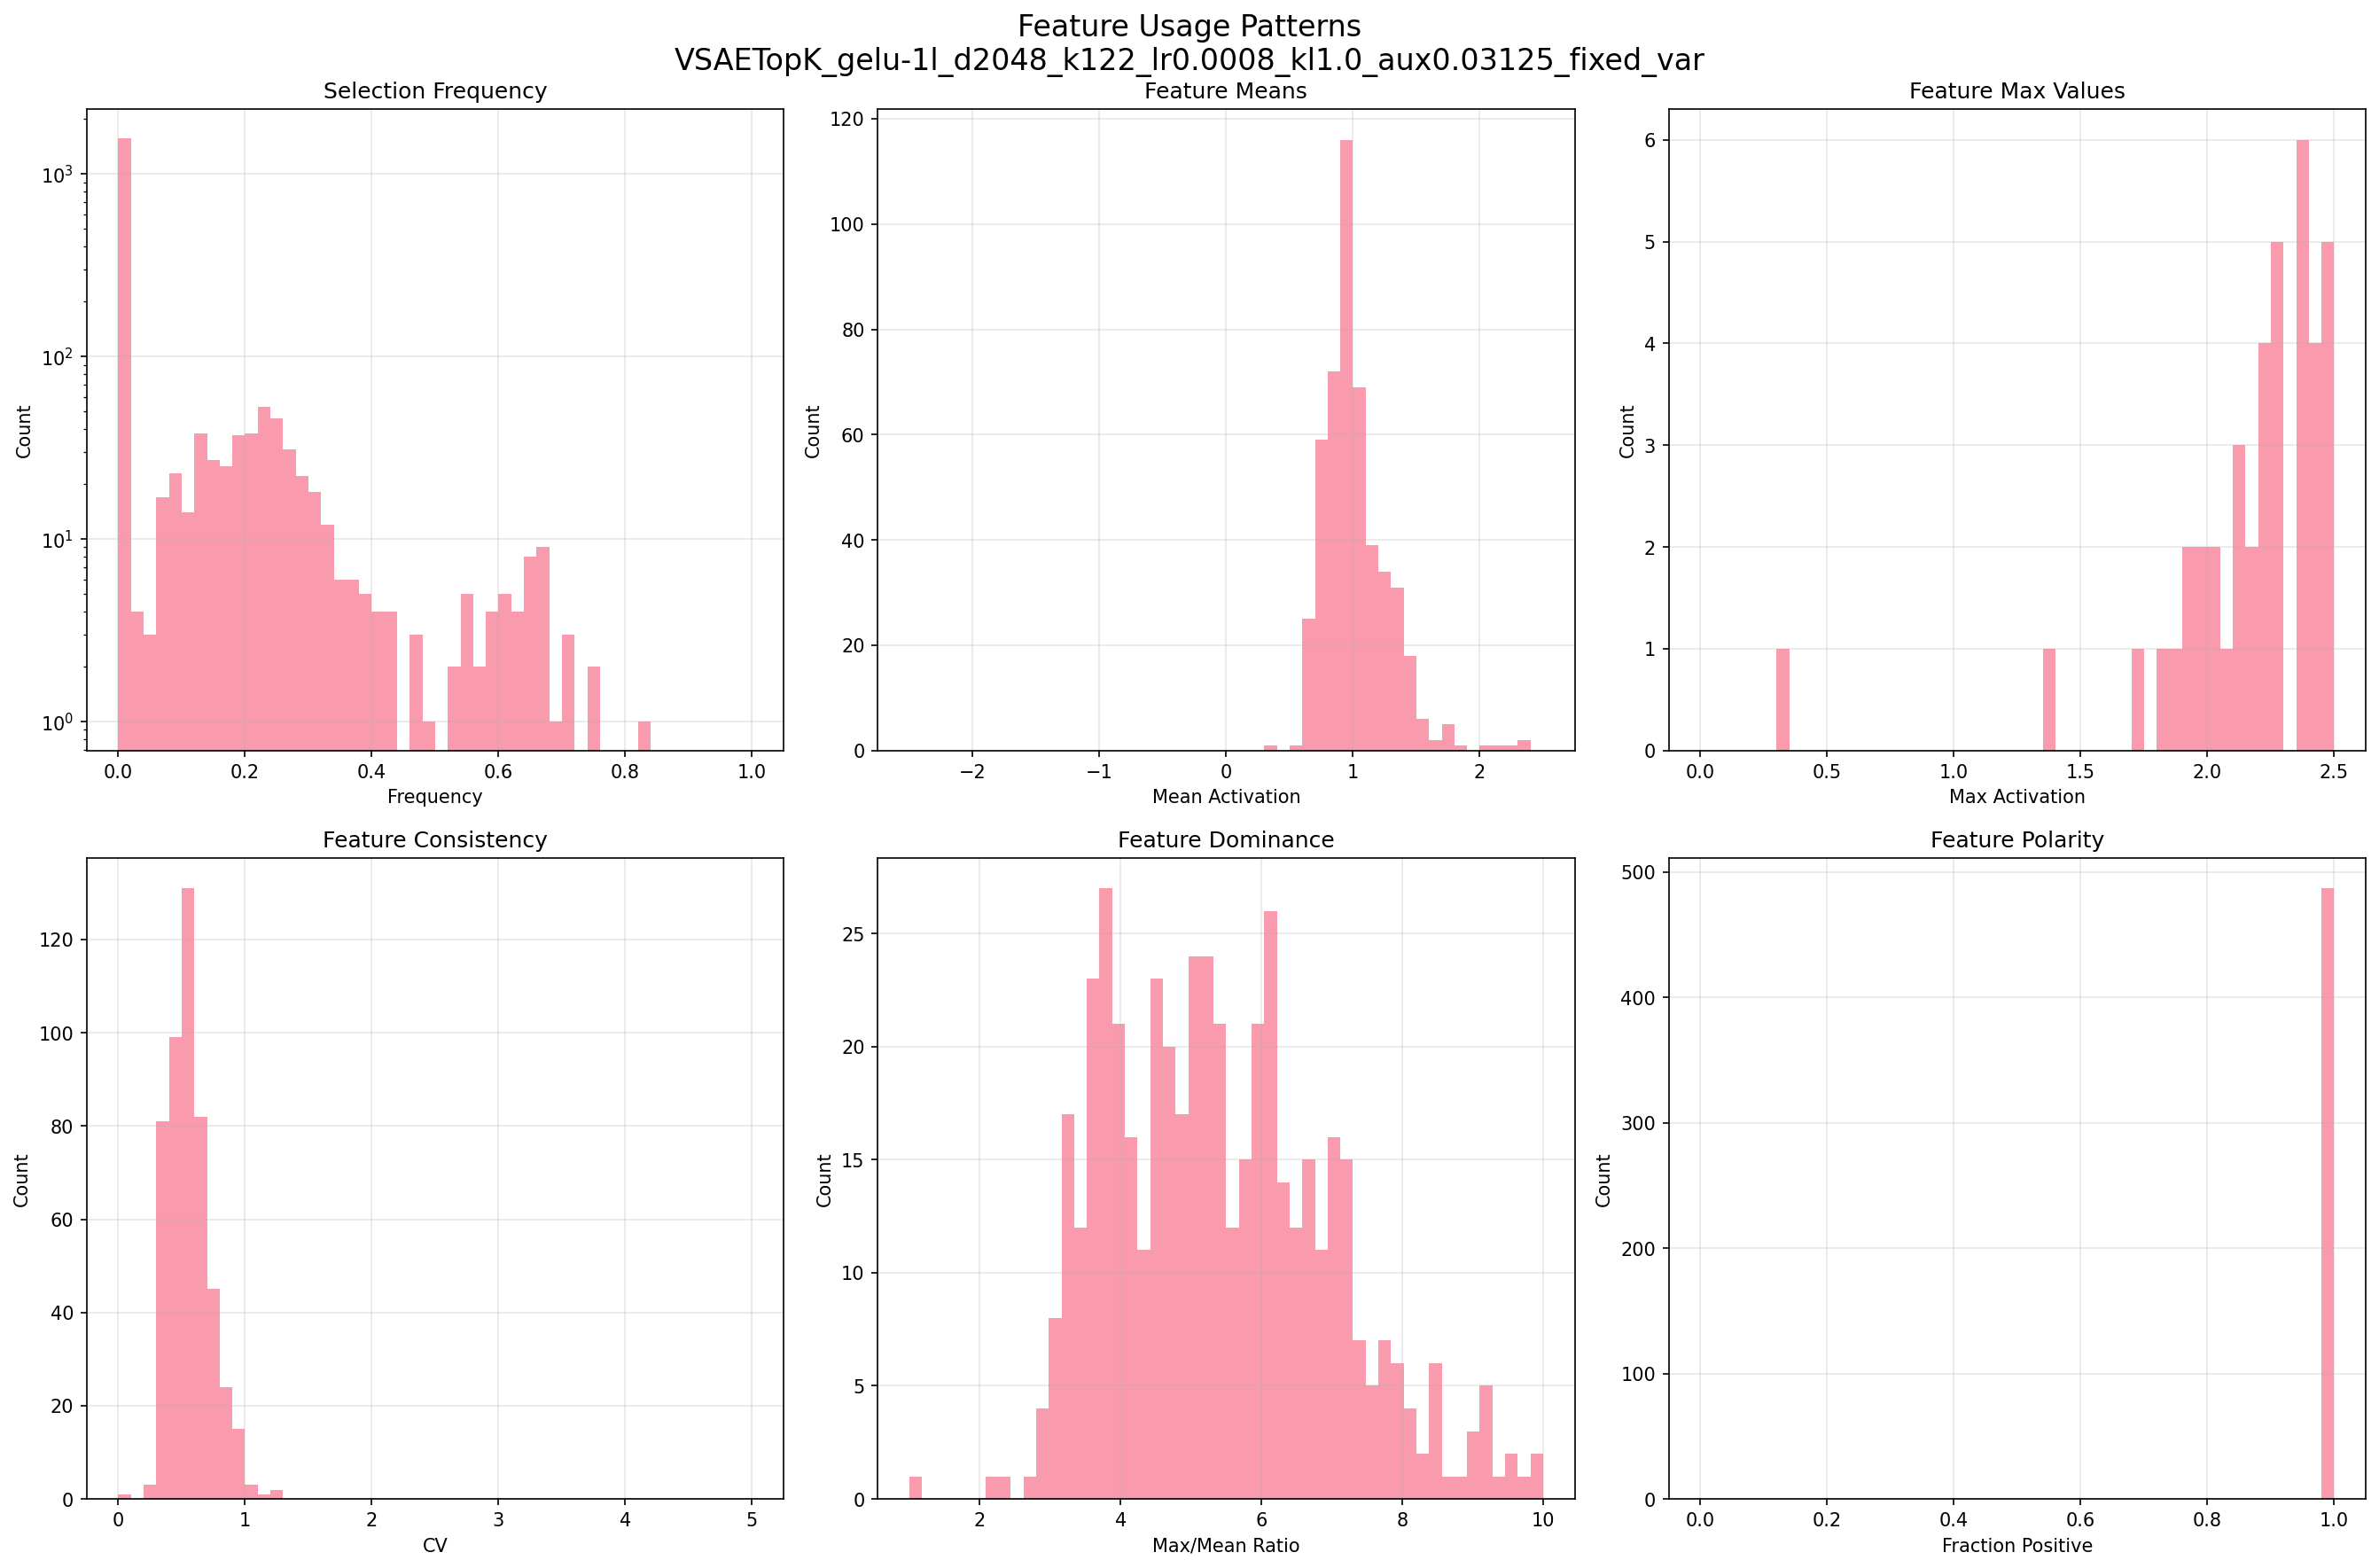 Feature Usage Patterns
VSAETopK_gelu-1l_d2048_k122_lr0.0008_kl1.0_aux0.03125_fixed_var
Selection Frequency
Count
10³
10²
10¹
10⁰
0.0 0.2 0.4 0.6 0.8 1.0
Frequency
Feature Means
Count
120
100
80
60
40
20
0
−2 −1 0 1 2
Mean Activation
Feature Max Values
Count
6
5
4
3
2
1
0
0.0 0.5 1.0 1.5 2.0 2.5
Max Activation
Feature Consistency
Count
120
100
80
60
40
20
0
0 1 2 3 4 5
CV
Feature Dominance
Count
25
20
15
10
5
0
2 4 6 8 10
Max/Mean Ratio
Feature Polarity
Count
500
400
300
200
100
0
0.0 0.2 0.4 0.6 0.8 1.0
Fraction Positive